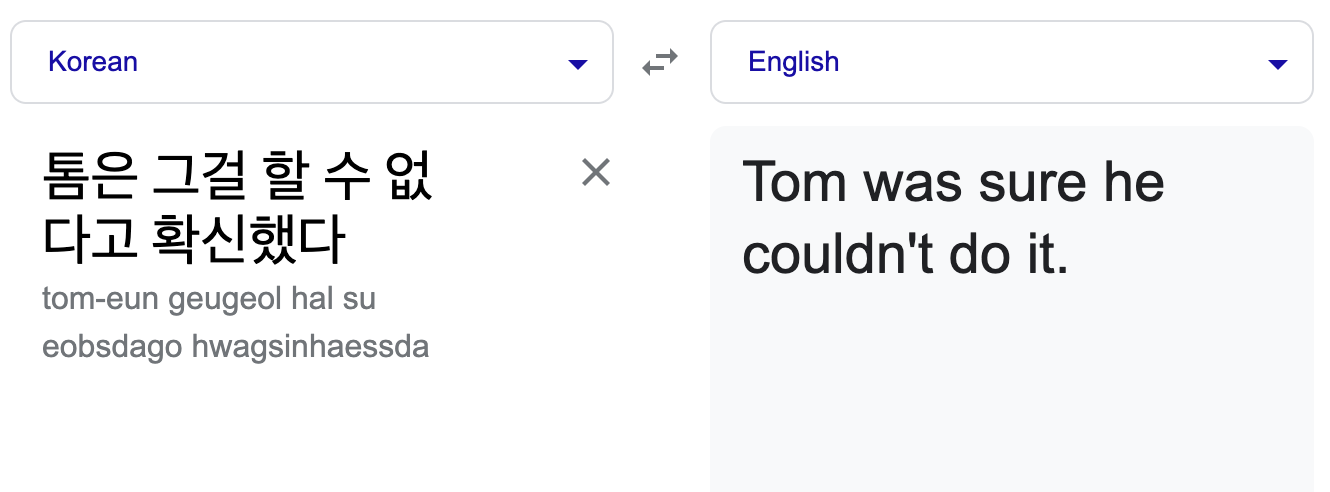 Korean
English
톰은 그걸 할 수 없
다고 확신했다
tom-eun geugeol hal su
eobsdago hwagsinhaessda
Tom was sure he
couldn't do it.